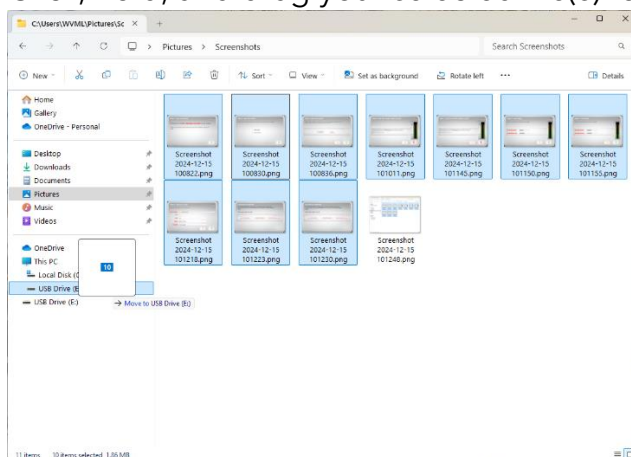 C:\Users\WVML\Pictures\Sc
Pictures > Screenshots
Search Screenshots
New
Sort
View
Set as background
Rotate left
Details
Home
Gallery
OneDrive - Personal
Desktop
Downloads
Documents
Pictures
Music
Videos
OneDrive
This PC
Local Disk (C
USB Drive (E
USB Drive (E:)
10
Move to USB Drive (E:)
Screenshot 2024-12-15 100822.png
Screenshot 2024-12-15 100830.png
Screenshot 2024-12-15 100836.png
Screenshot 2024-12-15 101011.png
Screenshot 2024-12-15 101145.png
Screenshot 2024-12-15 101150.png
Screenshot 2024-12-15 101155.png
Screenshot 2024-12-15 101218.png
Screenshot 2024-12-15 101223.png
Screenshot 2024-12-15 101230.png
Screenshot 2024-12-15 101248.png
11 items 10 items selected 1.86 MB